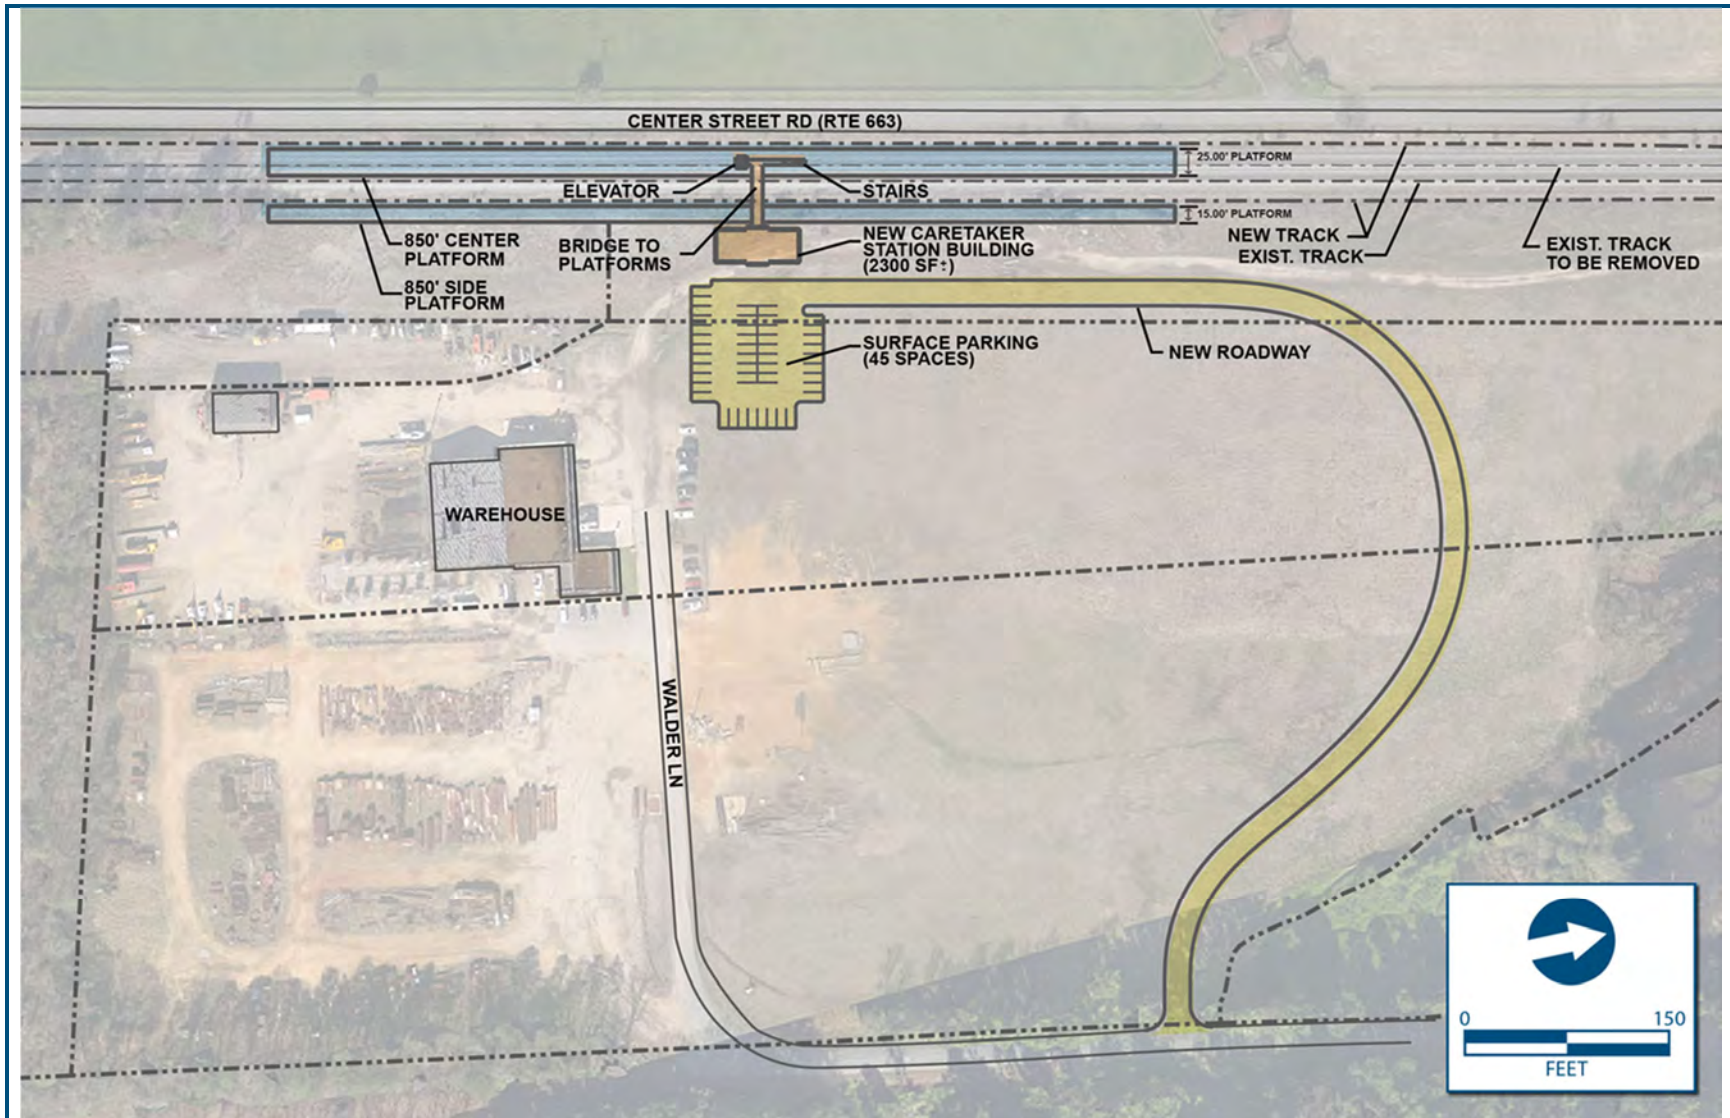 CENTER STREET RD (RTE 663)
25.00' PLATFORM
ELEVATOR
STAIRS
15.00' PLATFORM
850' CENTER
PLATFORM
BRIDGE TO
PLATFORMS
NEW CARETAKER
STATION BUILDING
(2300 SF±)
NEW TRACK
EXIST. TRACK
EXIST. TRACK
TO BE REMOVED
850' SIDE
PLATFORM
SURFACE PARKING
(45 SPACES)
NEW ROADWAY
WAREHOUSE
WALDER LN
0 150
FEET